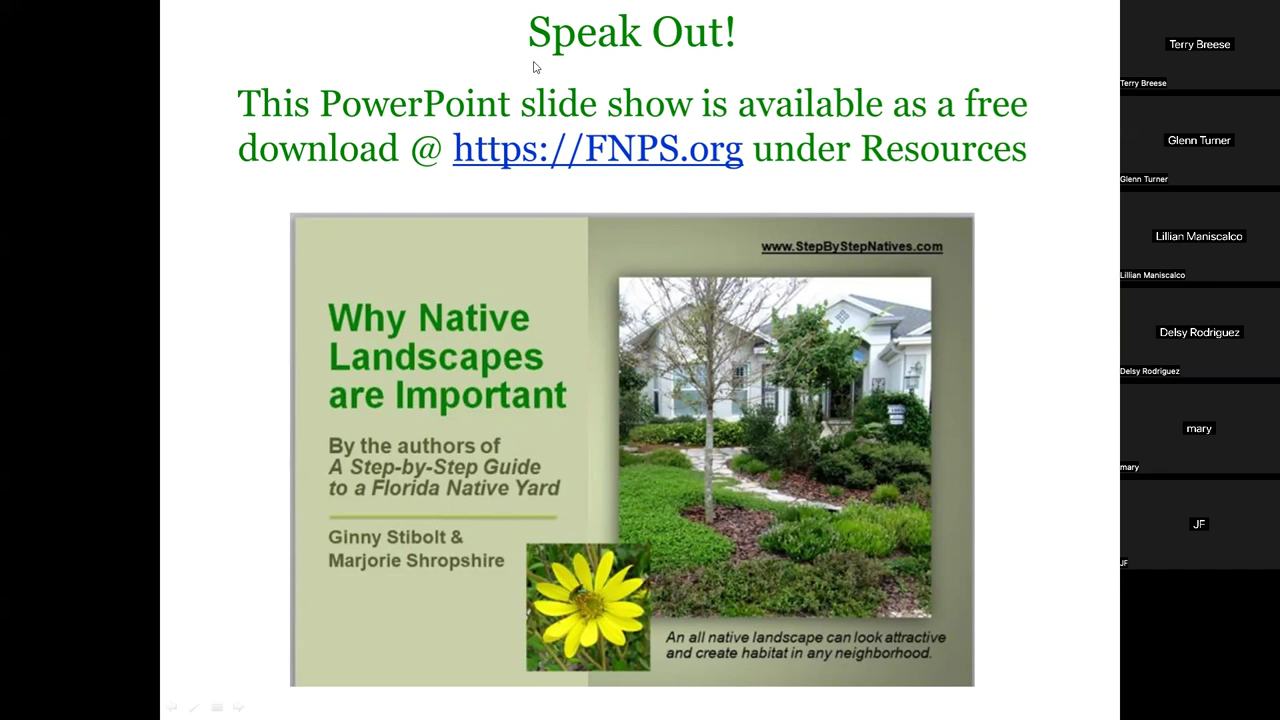 Speak Out!
This PowerPoint slide show is available as a free
download @ https://FNPS.org under Resources
www.StepByStepNatives.com
Why Native
Landscapes
are Important
By the authors of
A Step-by-Step Guide
to a Florida Native Yard
Ginny Stibolt &
Marjorie Shropshire
An all native landscape can look attractive
and create habitat in any neighborhood.
Terry Breese
Terry Breese
Glenn Turner
Glenn Turner
Lillian Maniscalco
Lillian Maniscalco
Delsy Rodriguez
Delsy Rodriguez
mary
mary
JF
JF